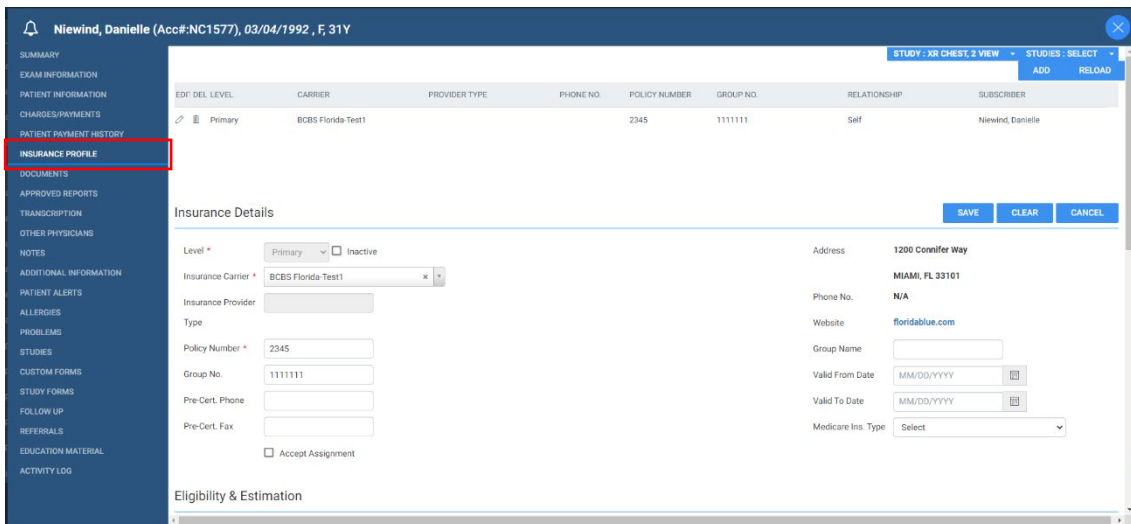 Niewind, Danielle (Acc#:NC1577), 03/04/1992 , F, 31Y
SUMMARY
EXAM INFORMATION
PATIENT INFORMATION
CHARGES/PAYMENTS
PATIENT PAYMENT HISTORY
INSURANCE PROFILE
DOCUMENTS
APPROVED REPORTS
TRANSCRIPTION
OTHER PHYSICIANS
NOTES
ADDITIONAL INFORMATION
PATIENT ALERTS
ALLERGIES
PROBLEMS
STUDIES
CUSTOM FORMS
STUDY FORMS
FOLLOW UP
REFERRALS
EDUCATION MATERIAL
ACTIVITY LOG
STUDY : XR CHEST, 2 VIEW STUDIES : SELECT
ADD RELOAD
EDIT DEL LEVEL CARRIER PROVIDER TYPE PHONE NO. POLICY NUMBER GROUP NO. RELATIONSHIP SUBSCRIBER
Primary BCBS Florida-Test1 2345 1111111 Self Niewind, Danielle
Insurance Details SAVE CLEAR CANCEL
Level * Primary Inactive
Insurance Carrier * BCBS Florida-Test1
Insurance Provider
Type
Policy Number * 2345
Group No. 1111111
Pre-Cert. Phone
Pre-Cert. Fax
Accept Assignment
Address 1200 Connifer Way
MIAMI, FL 33101
Phone No. N/A
Website floridablue.com
Group Name
Valid From Date MM/DD/YYYY
Valid To Date MM/DD/YYYY
Medicare Ins. Type Select
Eligibility & Estimation